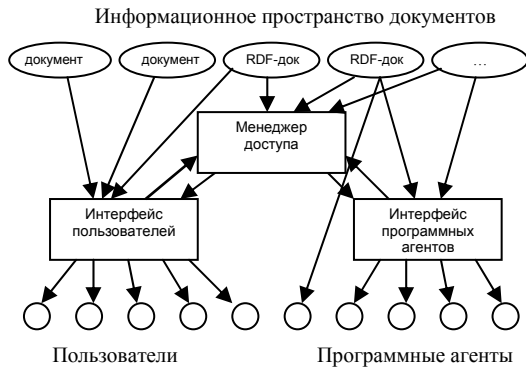 Информационное пространство документов
документ
документ
RDF-док
RDF-док
...
Менеджер
доступа
Интерфейс
пользователей
Интерфейс
программных
агентов
Пользователи
Программные агенты